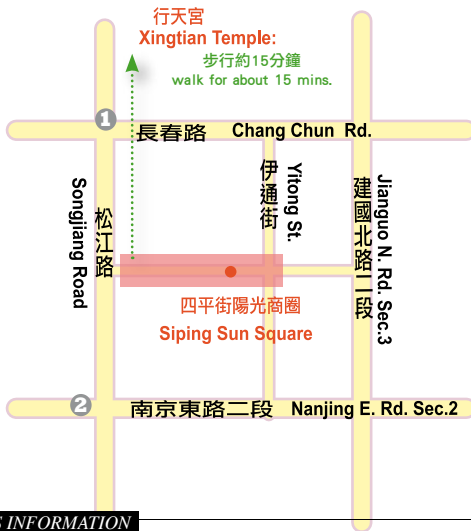 行天宮
Xingtian Temple:
步行約15分鐘
walk for about 15 mins.
1
長春路 Chang Chun Rd.
伊通街
Yitong St.
建國北路二段
Jianguo N. Rd. Sec.3
松江路
Songjiang Road
四平街陽光商圈
Siping Sun Square
2
南京東路二段 Nanjing E. Rd. Sec.2
INFORMATION